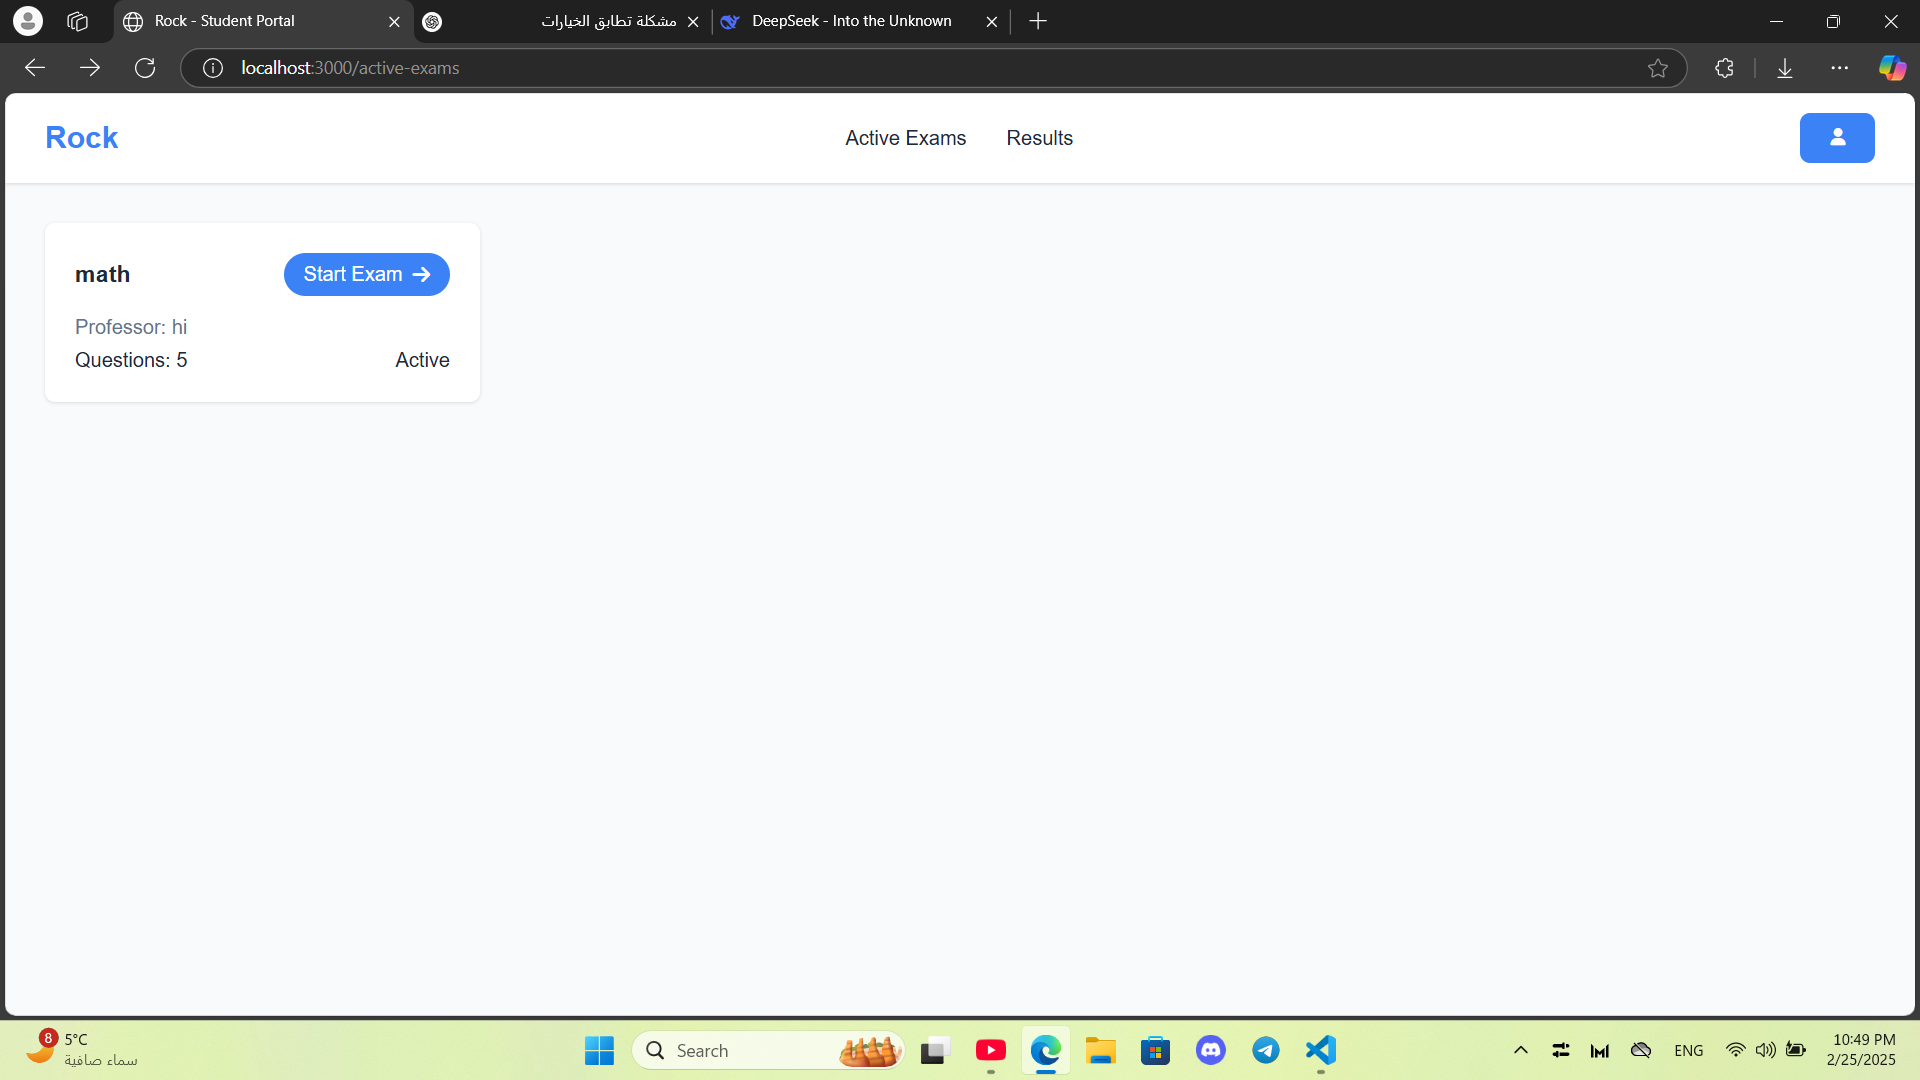 Rock - Student Portal
مشكلة تطابق الخيارات
DeepSeek - Into the Unknown
localhost:3000/active-exams
Rock
Active Exams
Results
math
Start Exam
Professor: hi
Questions: 5
Active
8
5°C
سماء صافية
Search
ENG
10:49 PM
2/25/2025